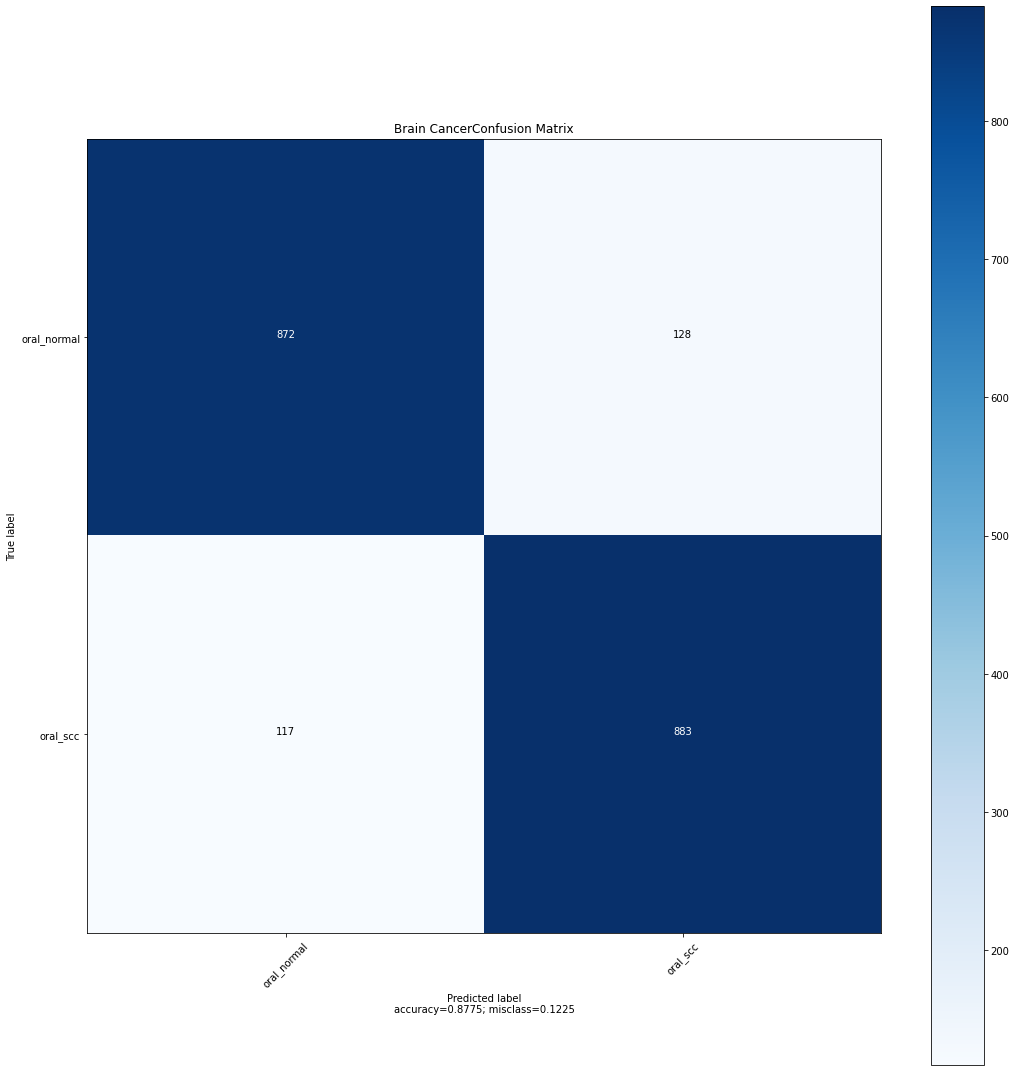 Brain CancerConfusion Matrix
True label
oral_normal
872
128
oral_scc
117
883
oral_normal
oral_scc
Predicted label
accuracy=0.8775; misclass=0.1225
800
700
600
500
400
300
200